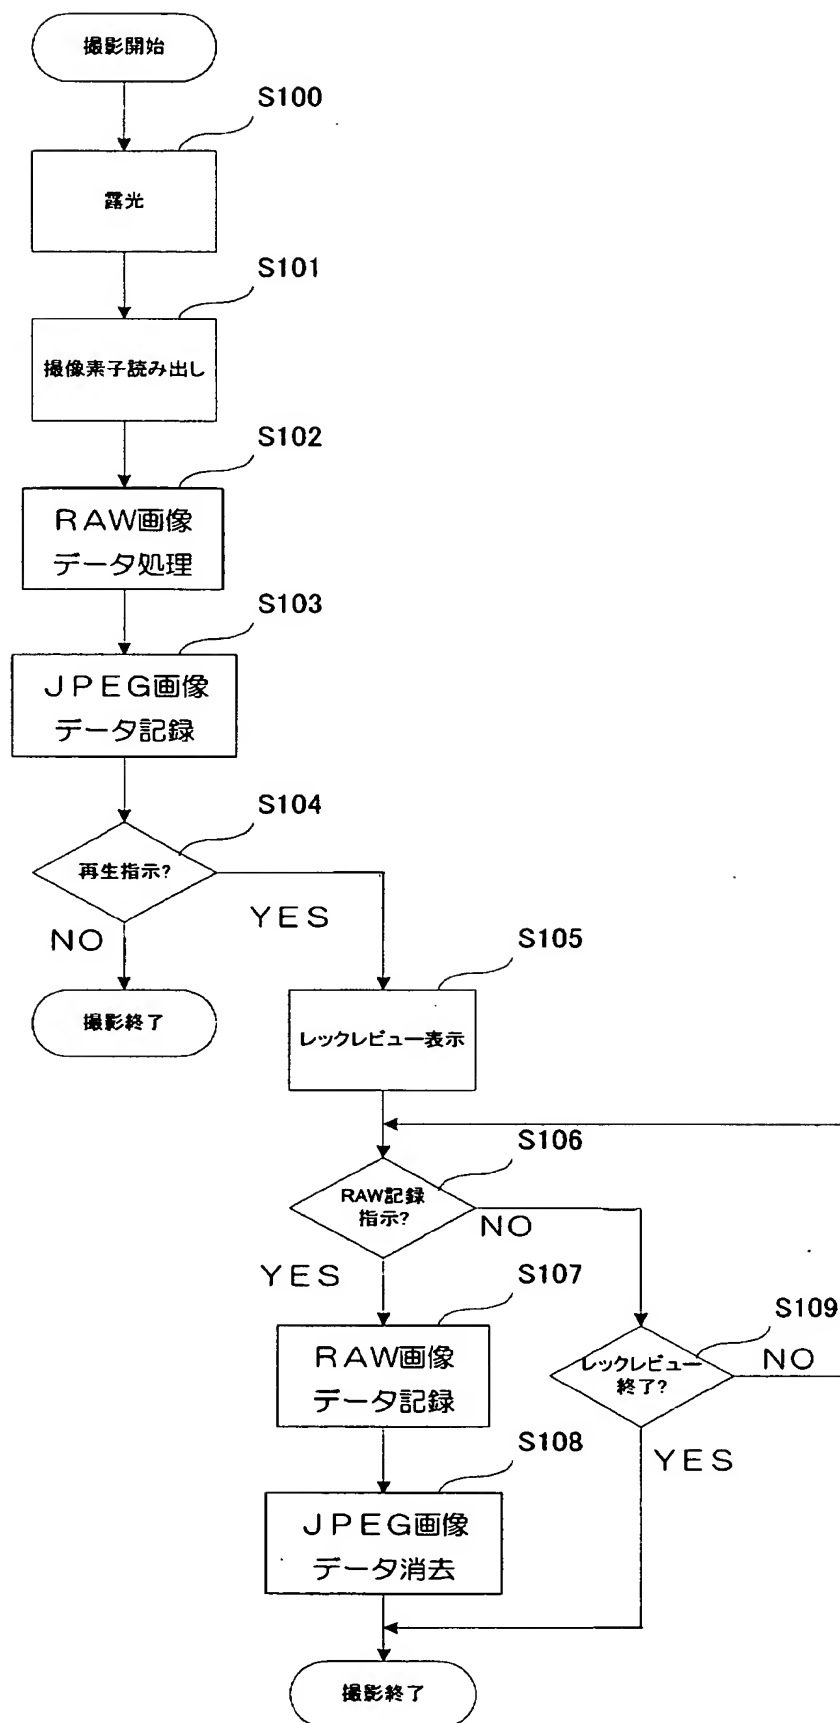 撮影開始
S100
露光
S101
撮像素子読み出し
S102
RAW画像
データ処理
S103
JPEG画像
データ記録
S104
再生指示?
YES
NO
撮影終了
S105
レックレビュー表示
S106
RAW記録
指示?
NO
YES
S107
RAW画像
データ記録
S109
レックレビュー
終了?
NO
YES
S108
JPEG画像
データ消去
撮影終了